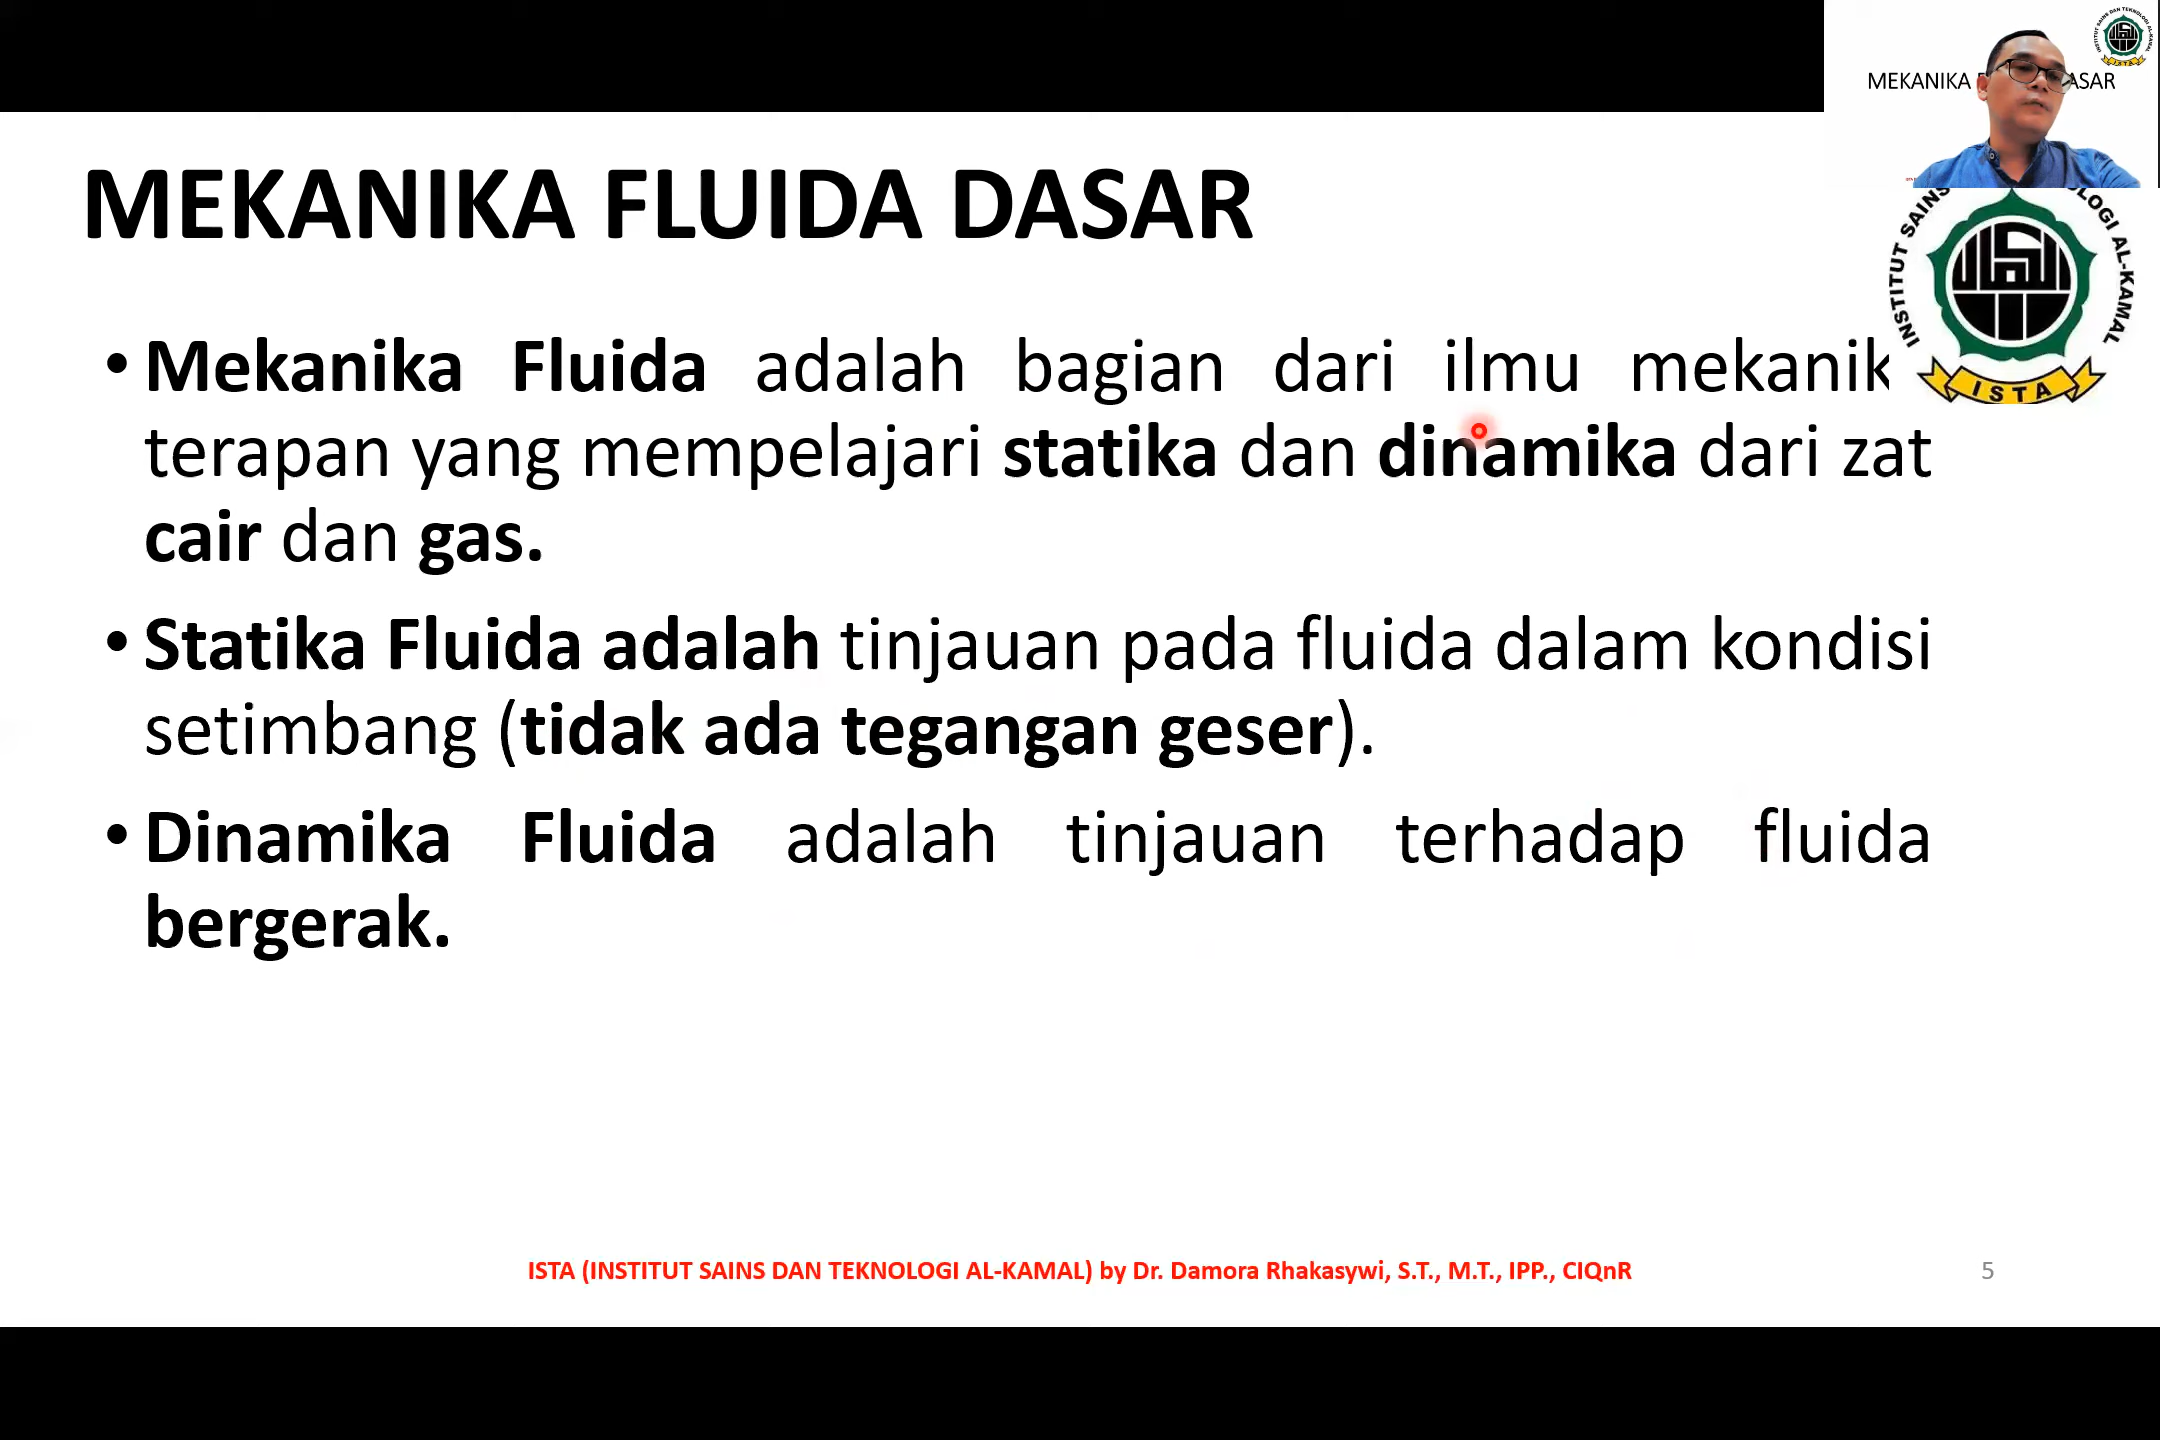 MEKANIKA ASAR
MEKANIKA FLUIDA DASAR
INSTITUT SAINS LOGI AL-KAMAL
ISTA
• Mekanika Fluida adalah bagian dari ilmu mekanik
terapan yang mempelajari statika dan dinamika dari zat
cair dan gas.
• Statika Fluida adalah tinjauan pada fluida dalam kondisi
setimbang (tidak ada tegangan geser).
• Dinamika Fluida adalah tinjauan terhadap fluida
bergerak.
ISTA (INSTITUT SAINS DAN TEKNOLOGI AL-KAMAL) by Dr. Damora Rhakasywi, S.T., M.T., IPP., CIQnR
5